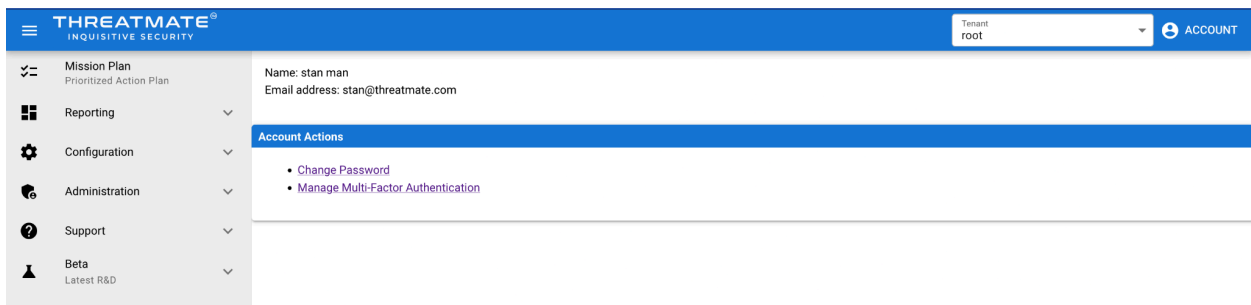 THREATMATE
INQUISITIVE SECURITY
Tenant
root
ACCOUNT
Mission Plan
Prioritized Action Plan
Reporting
Configuration
Administration
Support
Beta
Latest R&D
Name: stan man
Email address: stan@threatmate.com
Account Actions
• Change Password
• Manage Multi-Factor Authentication